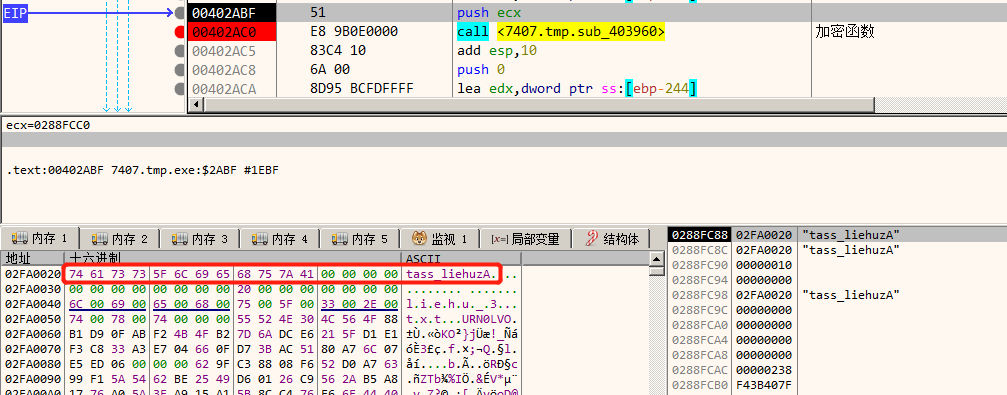 EIP
00402ABF 51 push ecx
00402AC0 E8 9B0E0000 call <7407.tmp.sub_403960> 加密函数
00402AC5 83C4 10 add esp,10
00402AC8 6A 00 push 0
00402ACA 8D95 BCFDFFFF lea edx,dword ptr ss:[ebp-244]
ecx=0288FCC0
.text:00402ABF 7407.tmp.exe:$2ABF #1EBF
内存 1 内存 2 内存 3 内存 4 内存 5 监视 1 [x=] 局部变量 结构体
地址 十六进制 ASCII
02FA0020 74 61 73 73 5F 6C 69 65 68 75 7A 41 00 00 00 00 tass_liehuzA....
02FA0030 00 00 00 00 00 00 00 00 20 00 00 00 00 00 00 00 ........ .......
02FA0040 6C 00 69 00 65 00 68 00 75 00 5F 00 33 00 2E 00 l.i.e.h.u._.3...
02FA0050 74 00 78 00 74 00 00 00 55 52 4E 30 4C 56 4F 88 t.x.t...URN0LVO.
02FA0060 B1 D9 0F AB F2 4B 4F B2 7D 6A DC E6 21 5F D1 E1 ±Ù.«òKO²}jÜæ!_Ñá
02FA0070 F3 C8 33 A3 E7 04 66 0F D7 3B AC 51 80 A7 6C 07 óÈ3£ç.f.×;¬Q.§l.
02FA0080 E5 ED 06 00 00 00 62 9F C3 88 08 F6 52 D0 A7 63 åí....b.Ã..öRÐ§c
02FA0090 99 F1 5A 54 62 BE 25 49 D6 01 26 C9 56 2A B5 A8 .ñZTb¾%IÖ.&ÉV*µ¨
0288FC88 02FA0020 "tass_liehuzA"
0288FC8C 02FA0020 "tass_liehuzA"
0288FC90 00000010
0288FC94 00000000
0288FC98 02FA0020 "tass_liehuzA"
0288FC9C 00000000
0288FCA0 00000000
0288FCA4 00000000
0288FCA8 00000000
0288FCAC 00000238
0288FCB0 F43B407F